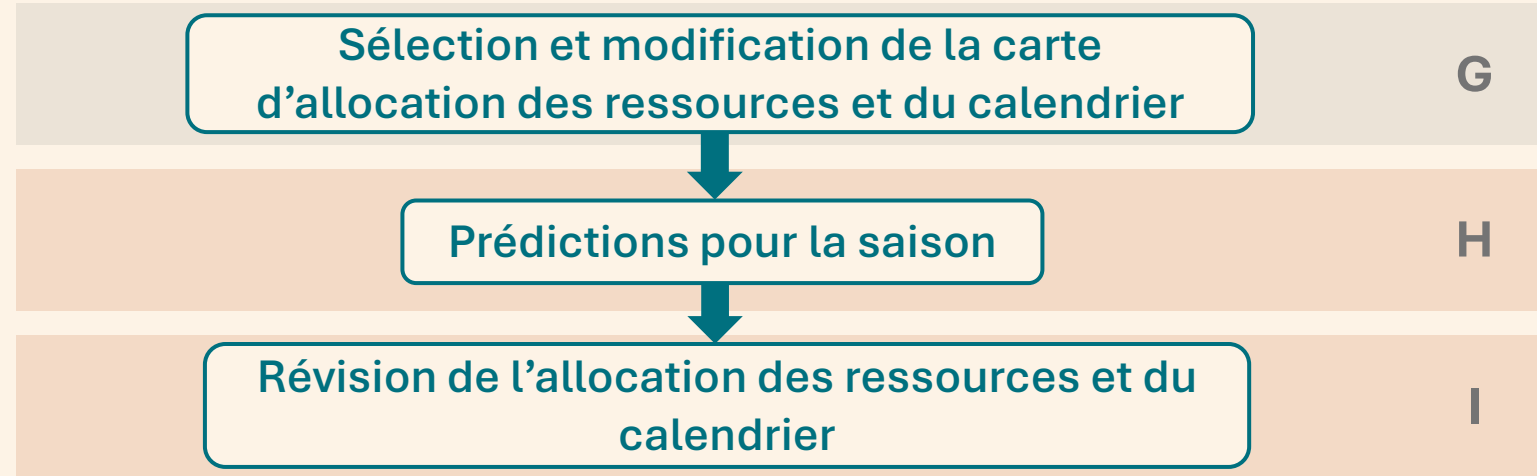 Sélection et modification de la carte
d’allocation des ressources et du calendrier
G
Prédictions pour la saison
H
Révision de l’allocation des ressources et du
calendrier
I